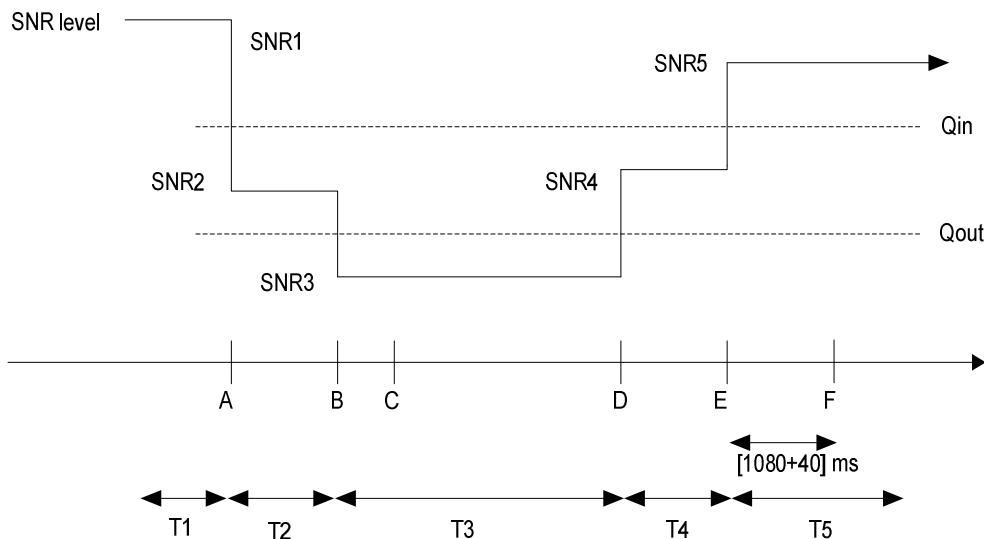 SNR level
SNR1
SNR5
Qin
SNR2
SNR4
Qout
SNR3
A B C D E F
[1080+40] ms
T1 T2 T3 T4 T5